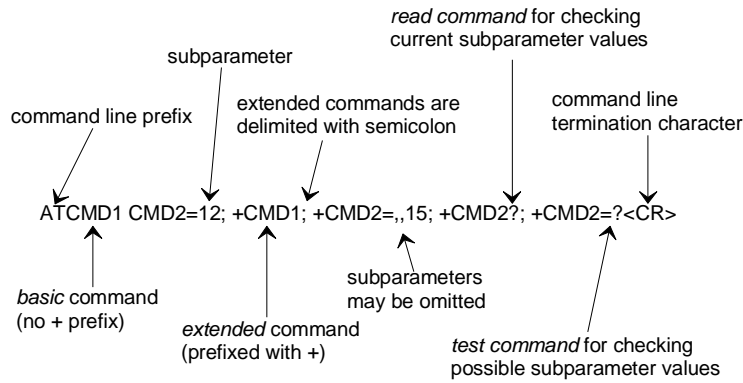 read command for checking
current subparameter values
subparameter
extended commands are
delimited with semicolon
command line
termination character
command line prefix
ATCMD1 CMD2=12; +CMD1; +CMD2=,,15; +CMD2?; +CMD2=?<CR>
basic command
(no + prefix)
subparameters
may be omitted
extended command
(prefixed with +)
test command for checking
possible subparameter values